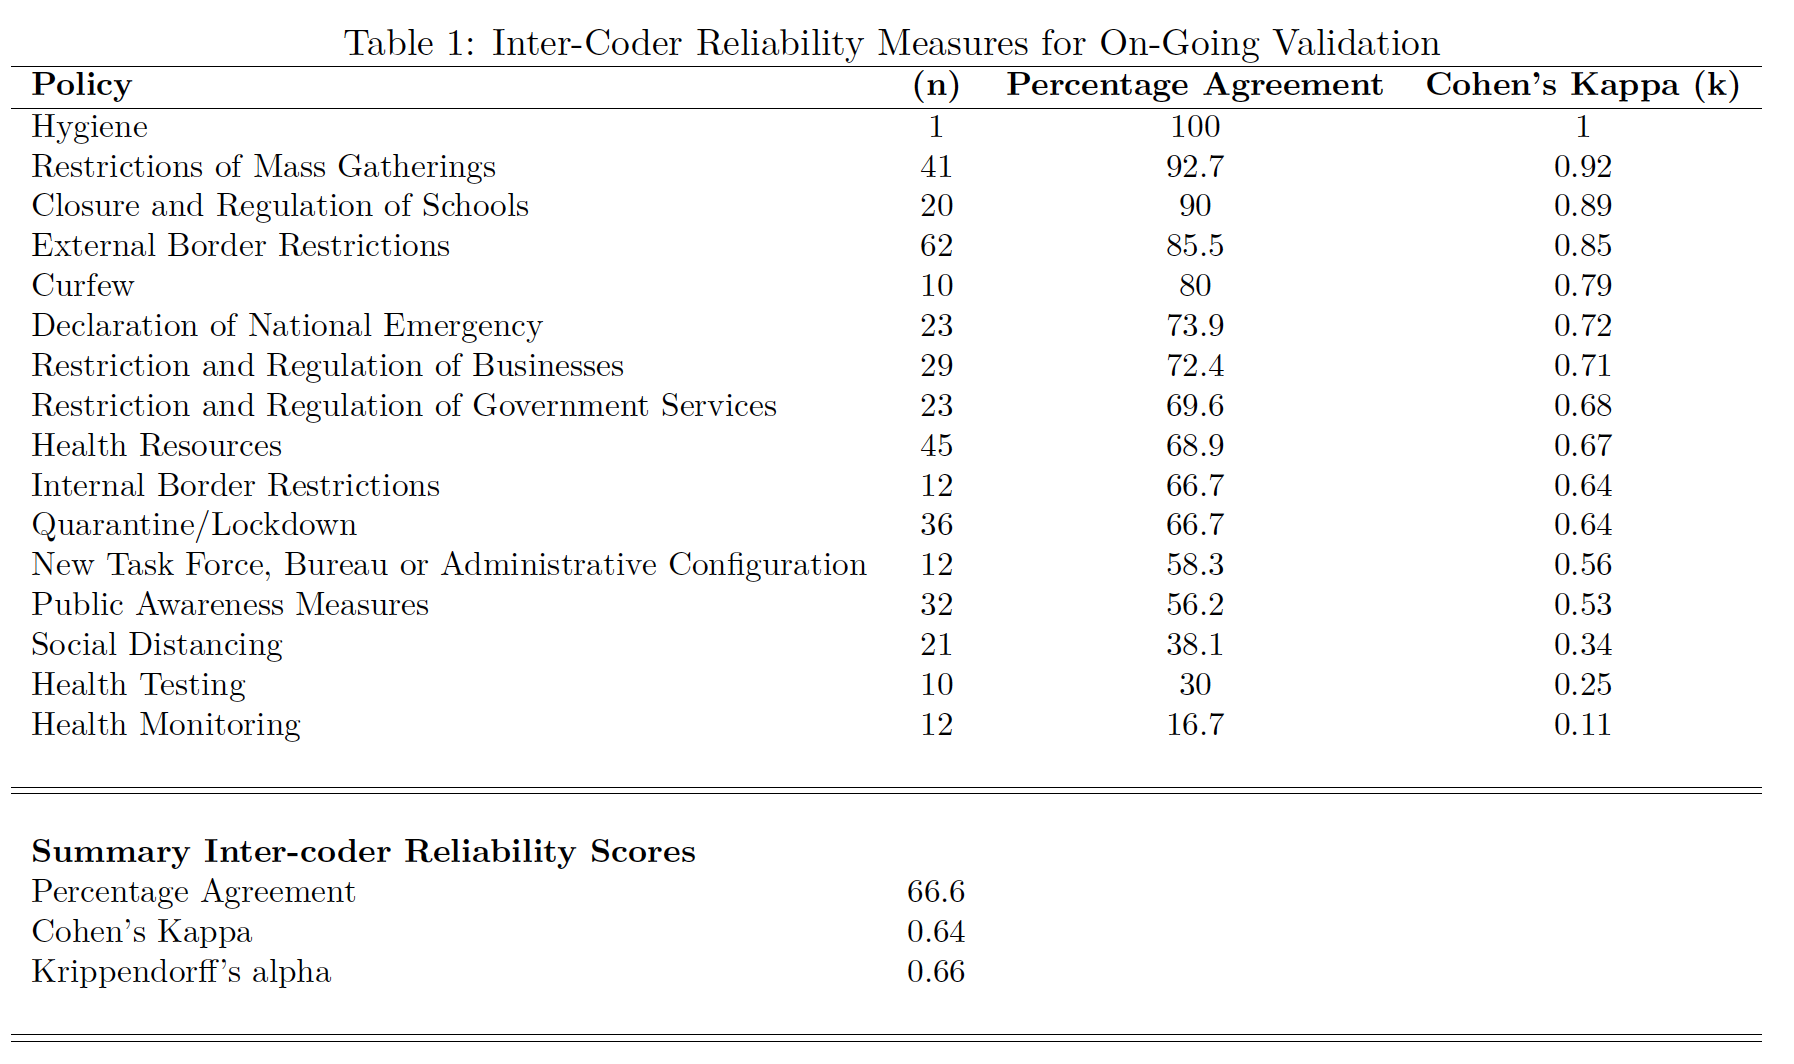 Table 1: Inter-Coder Reliability Measures for On-Going Validation
Policy (n) Percentage Agreement Cohen's Kappa (k)
Hygiene 1 100 1
Restrictions of Mass Gatherings 41 92.7 0.92
Closure and Regulation of Schools 20 90 0.89
External Border Restrictions 62 85.5 0.85
Curfew 10 80 0.79
Declaration of National Emergency 23 73.9 0.72
Restriction and Regulation of Businesses 29 72.4 0.71
Restriction and Regulation of Government Services 23 69.6 0.68
Health Resources 45 68.9 0.67
Internal Border Restrictions 12 66.7 0.64
Quarantine/Lockdown 36 66.7 0.64
New Task Force, Bureau or Administrative Configuration 12 58.3 0.56
Public Awareness Measures 32 56.2 0.53
Social Distancing 21 38.1 0.34
Health Testing 10 30 0.25
Health Monitoring 12 16.7 0.11
Summary Inter-coder Reliability Scores
Percentage Agreement 66.6
Cohen's Kappa 0.64
Krippendorff's alpha 0.66